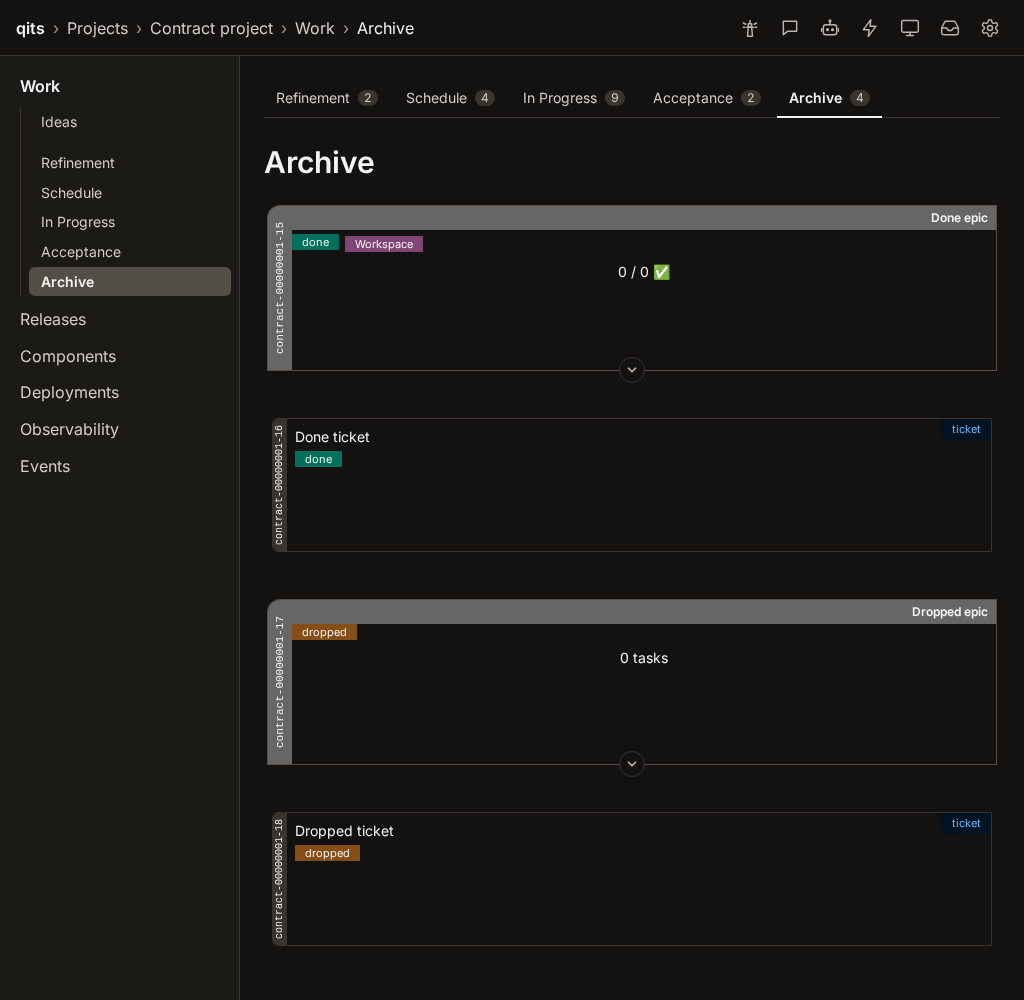 qits › Projects › Contract project › Work › Archive
Work
Ideas
Refinement
Schedule
In Progress
Acceptance
Archive
Releases
Components
Deployments
Observability
Events
Refinement 2 Schedule 4 In Progress 9 Acceptance 2 Archive 4
Archive
contract-00000001-15
Done epic
done Workspace
0 / 0 ✅
contract-00000001-16
Done ticket
ticket
done
contract-00000001-17
Dropped epic
dropped
0 tasks
contract-00000001-18
Dropped ticket
ticket
dropped